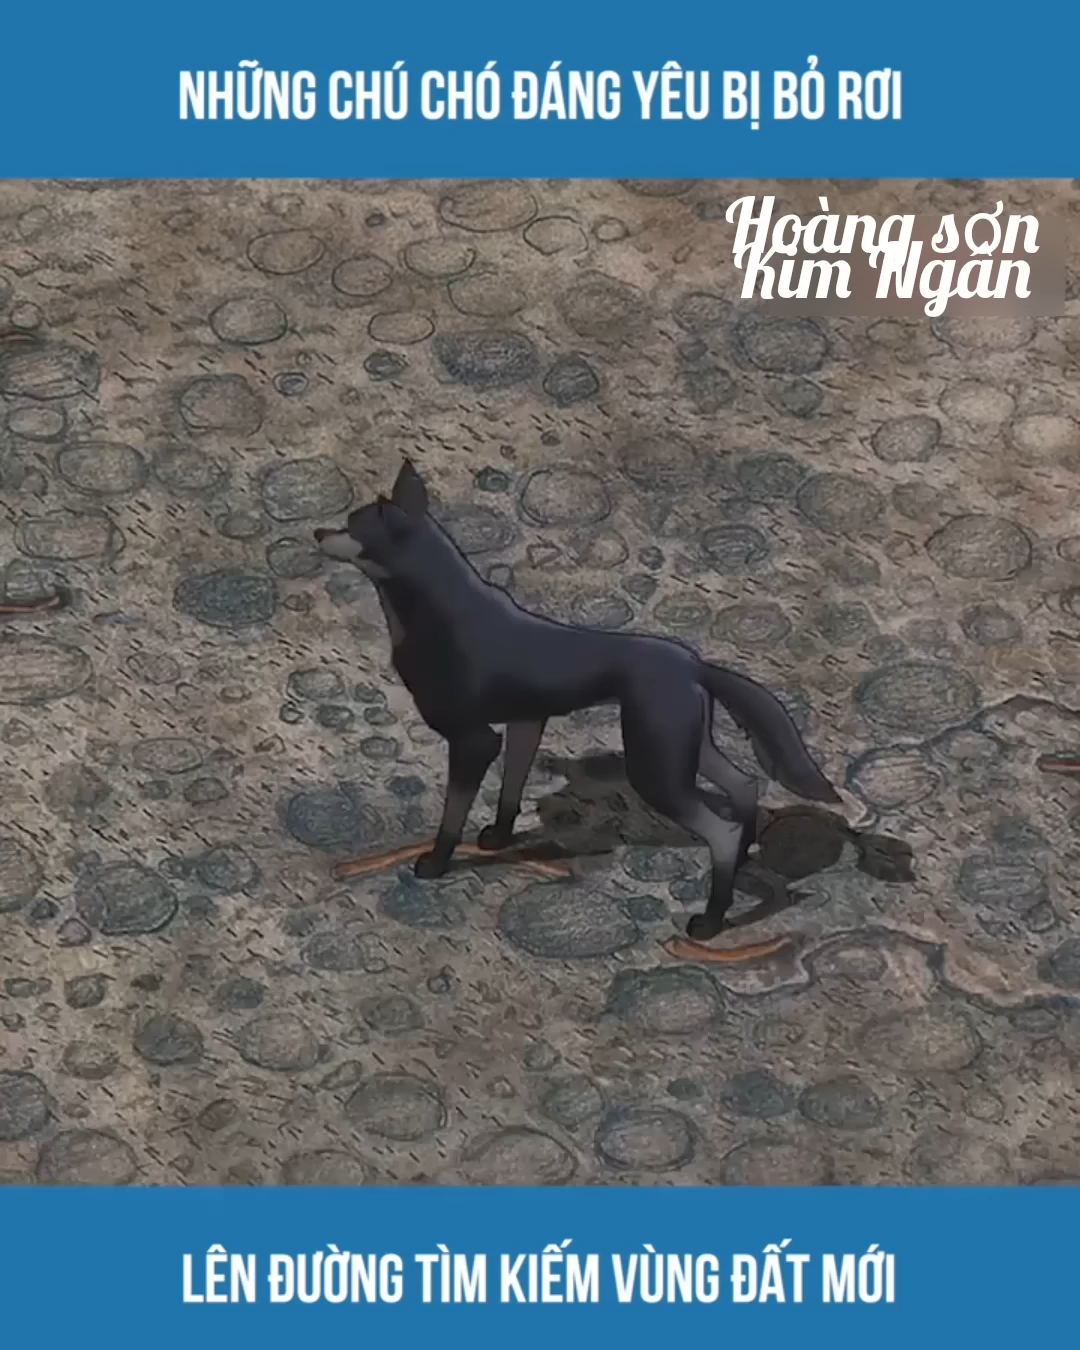 NHỮNG CHÚ CHÓ ĐÁNG YÊU BỊ BỎ RƠI
Hoàng sơn
Kim Ngân
LÊN ĐƯỜNG TÌM KIẾM VÙNG ĐẤT MỚI